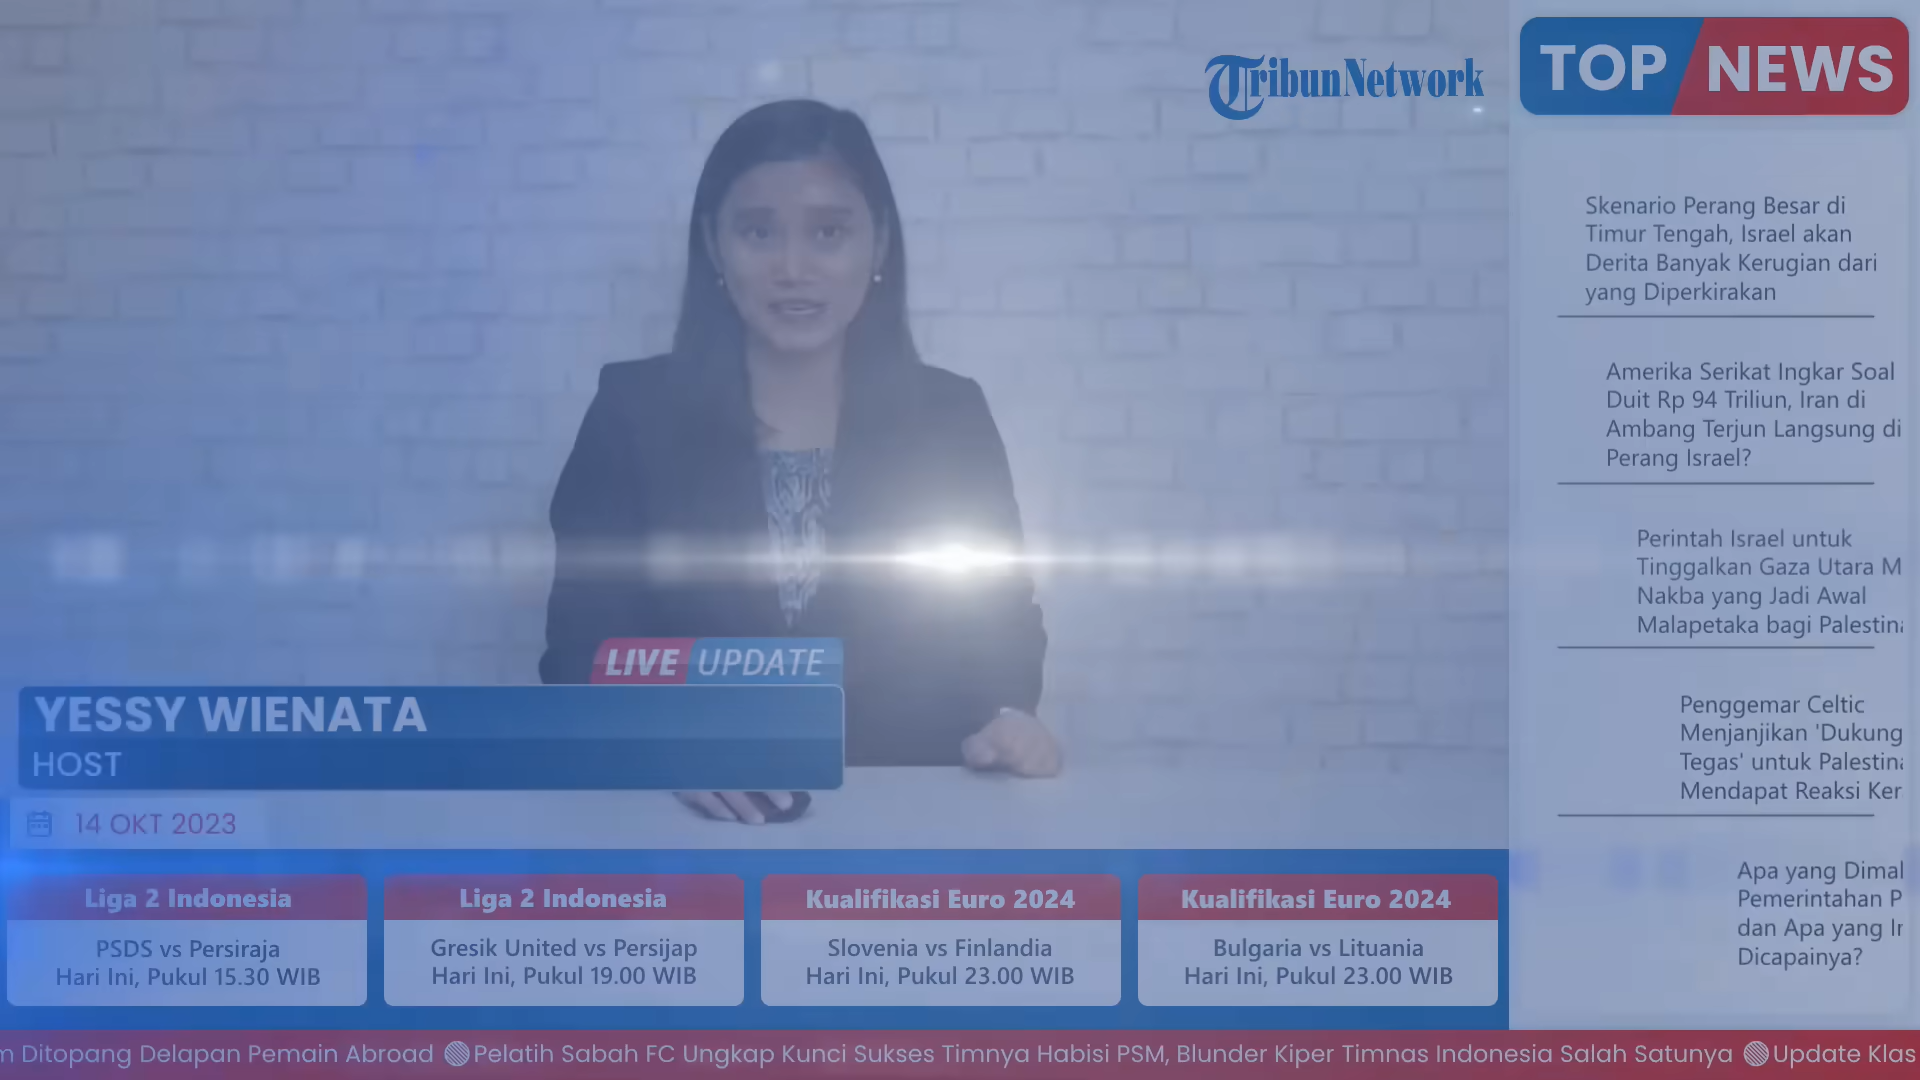 TribunNetwork
TOP NEWS
Skenario Perang Besar di
Timur Tengah, Israel akan
Derita Banyak Kerugian dari
yang Diperkirakan
Amerika Serikat Ingkar Soal
Duit Rp 94 Triliun, Iran di
Ambang Terjun Langsung di
Perang Israel?
Perintah Israel untuk
Tinggalkan Gaza Utara M
Nakba yang Jadi Awal
Malapetaka bagi Palestina
Penggemar Celtic
Menjanjikan 'Dukung
Tegas' untuk Palestina
Mendapat Reaksi Ker
Apa yang Dimak
Pemerintahan P
dan Apa yang In
Dicapainya?
LIVE UPDATE
YESSY WIENATA
HOST
14 OKT 2023
Liga 2 Indonesia
PSDS vs Persiraja
Hari Ini, Pukul 15.30 WIB
Liga 2 Indonesia
Gresik United vs Persijap
Hari Ini, Pukul 19.00 WIB
Kualifikasi Euro 2024
Slovenia vs Finlandia
Hari Ini, Pukul 23.00 WIB
Kualifikasi Euro 2024
Bulgaria vs Lituania
Hari Ini, Pukul 23.00 WIB
m Ditopang Delapan Pemain Abroad Pelatih Sabah FC Ungkap Kunci Sukses Timnya Habisi PSM, Blunder Kiper Timnas Indonesia Salah Satunya Update Klas